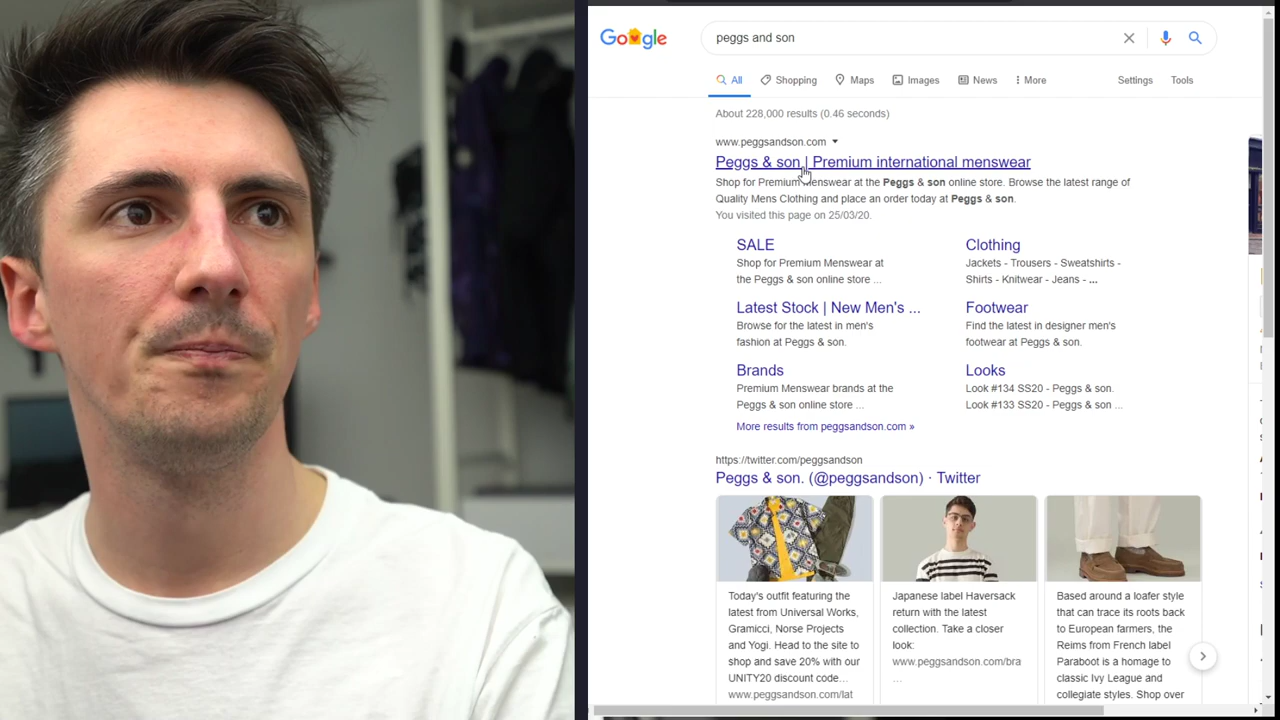 Google
peggs and son
All
Shopping
Maps
Images
News
More
Settings
Tools
About 228,000 results (0.46 seconds)
www.peggsandson.com
Peggs & son | Premium international menswear
Shop for Premium Menswear at the Peggs & son online store. Browse the latest range of
Quality Mens Clothing and place an order today at Peggs & son.
You visited this page on 25/03/20.
SALE
Shop for Premium Menswear at
the Peggs & son online store ...
Clothing
Jackets - Trousers - Sweatshirts -
Shirts - Knitwear - Jeans - ...
Latest Stock | New Men's ...
Browse for the latest in men's
fashion at Peggs & son.
Footwear
Find the latest in designer men's
footwear at Peggs & son.
Brands
Premium Menswear brands at the
Peggs & son online store ...
Looks
Look #134 SS20 - Peggs & son.
Look #133 SS20 - Peggs & son ...
More results from peggsandson.com »
https://twitter.com/peggsandson
Peggs & son. (@peggsandson) · Twitter
Today's outfit featuring the
latest from Universal Works,
Gramicci, Norse Projects
and Yogi. Head to the site to
shop and save 20% with our
UNITY20 discount code...
www.peggsandson.com/lat
Japanese label Haversack
return with the latest
collection. Take a closer
look:
www.peggsandson.com/bra
...
Based around a loafer style
that can trace its roots back
to European farmers, the
Reims from French label
Paraboot is a homage to
classic Ivy League and
collegiate styles. Shop over